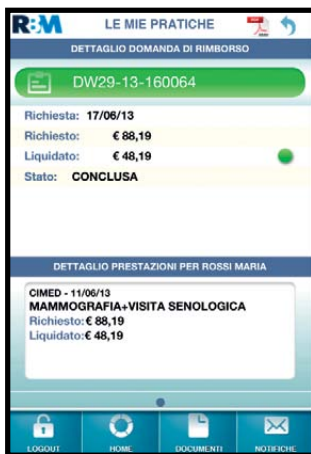 RBM
LE MIE PRATICHE
DETTAGLIO DOMANDA DI RIMBORSO
DW29-13-160064
Richiesta: 17/06/13
Richiesto: € 88,19
Liquidato: € 48,19
Stato: CONCLUSA
DETTAGLIO PRESTAZIONI PER ROSSI MARIA
CIMED - 11/06/13
MAMMOGRAFIA+VISITA SENOLOGICA
Richiesto:€ 88,19
Liquidato:€ 48,19
LOGOUT HOME DOCUMENTI NOTIFICHE